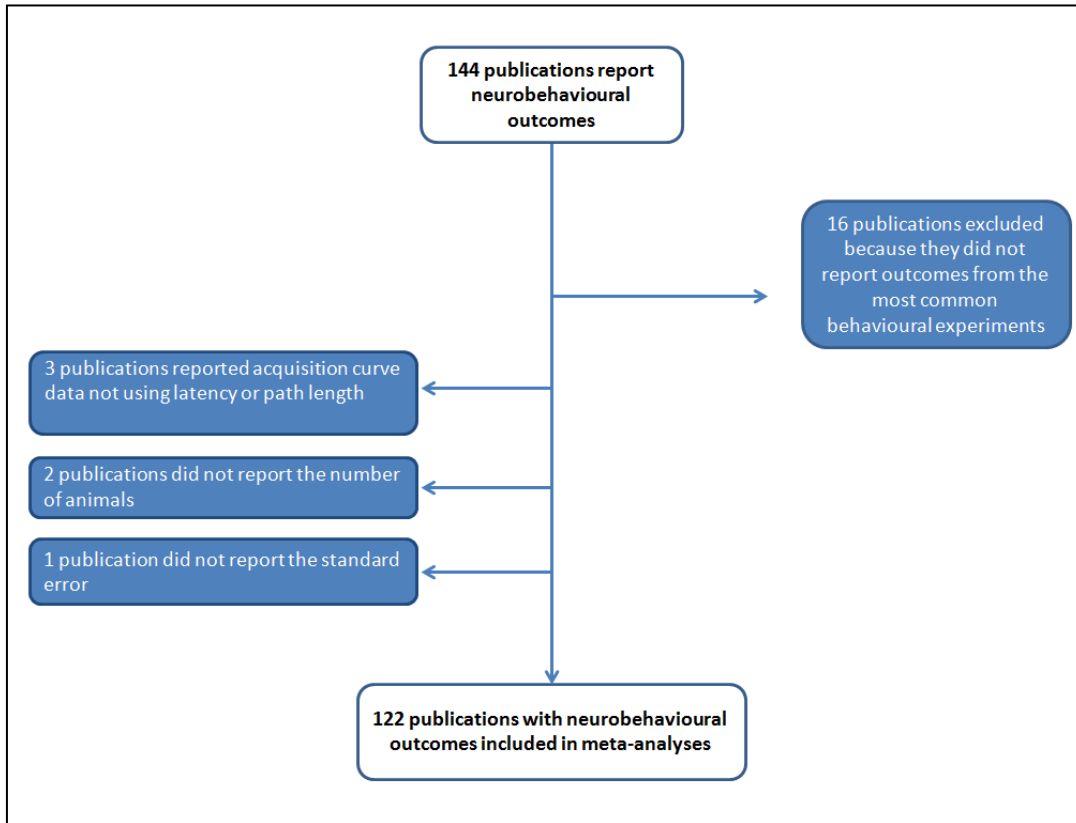 144 publications report
neurobehavioural
outcomes
16 publications excluded
because they did not
report outcomes from the
most common
behavioural experiments
3 publications reported acquisition curve
data not using latency or path length
2 publications did not report the number
of animals
1 publication did not report the standard
error
122 publications with neurobehavioural
outcomes included in meta-analyses